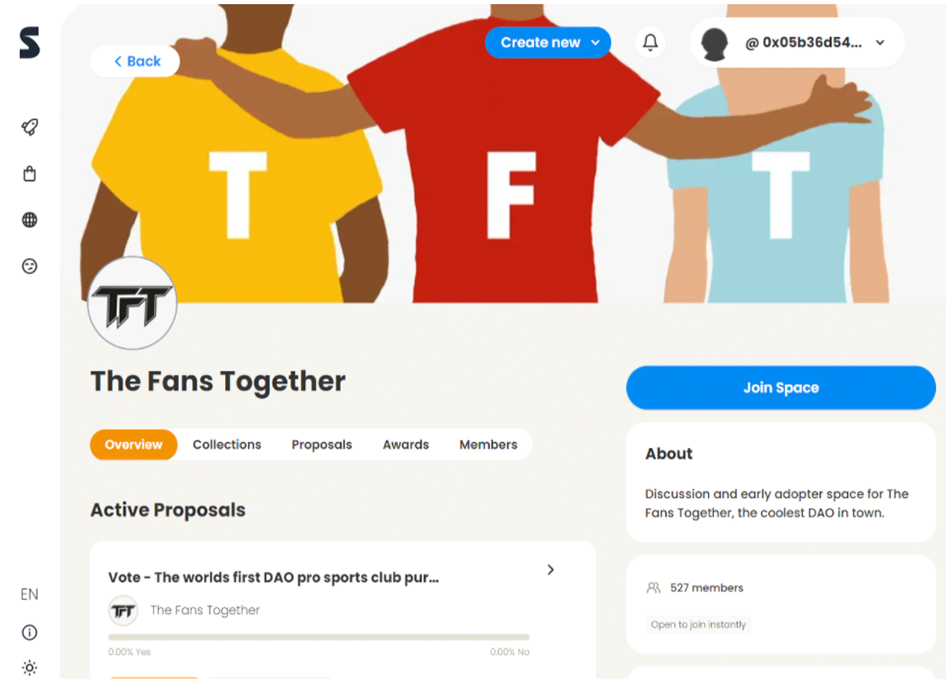 S
Create new
@ 0x05b36d54...
Back
T F T
TFT
The Fans Together
Join Space
Overview Collections Proposals Awards Members
About
Discussion and early adopter space for The
Fans Together, the coolest DAO in town.
Active Proposals
Vote - The worlds first DAO pro sports club pur...
TFT The Fans Together
0.00% Yes 0.00% No
527 members
Open to join instantly
EN